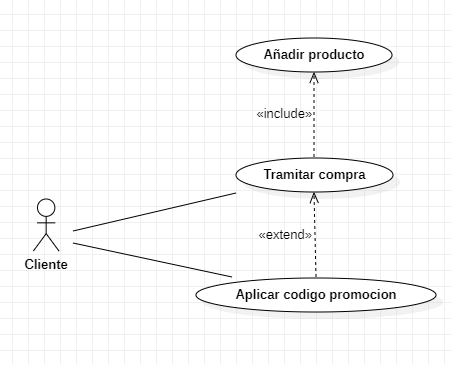 Añadir producto
«include»
Tramitar compra
Cliente
«extend»
Aplicar codigo promocion